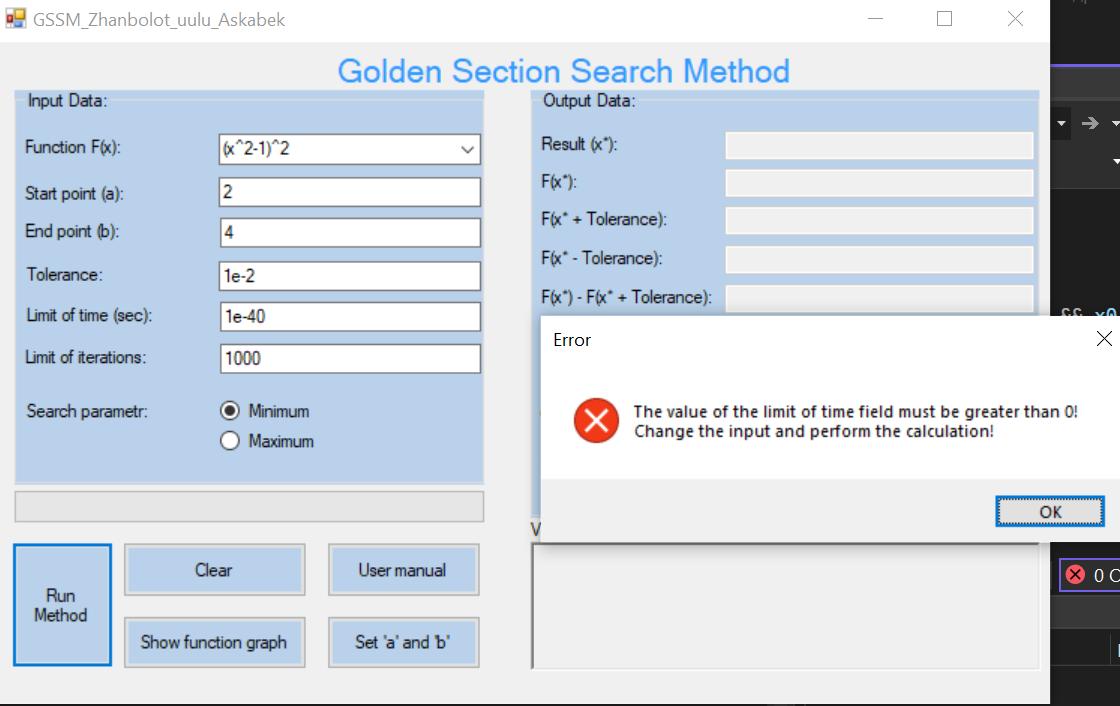 GSSM_Zhanbolot_uulu_Askabek
Golden Section Search Method
Input Data:
Function F(x):
(x^2-1)^2
Start point (a):
2
End point (b):
4
Tolerance:
1e-2
Limit of time (sec):
1e-40
Limit of iterations:
1000
Search parametr:
Minimum
Maximum
Run
Method
Clear
User manual
Show function graph
Set 'a' and 'b'
Output Data:
Result (x*):
F(x*):
F(x* + Tolerance):
F(x* - Tolerance):
F(x*) - F(x* + Tolerance):
Error
The value of the limit of time field must be greater than 0!
Change the input and perform the calculation!
OK
V
&& x0
0